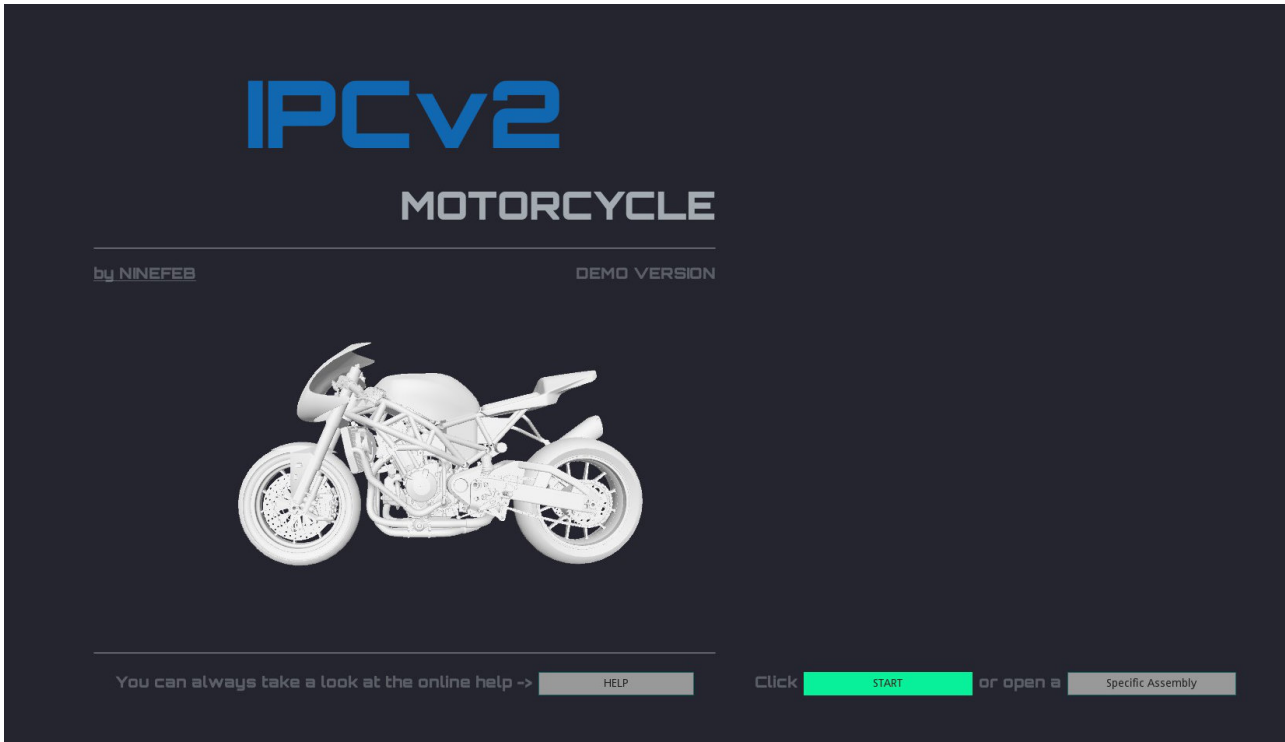 IPCv2
MOTORCYCLE
by NINEFEB
DEMO VERSION
You can always take a look at the online help -> HELP
Click START or open a Specific Assembly